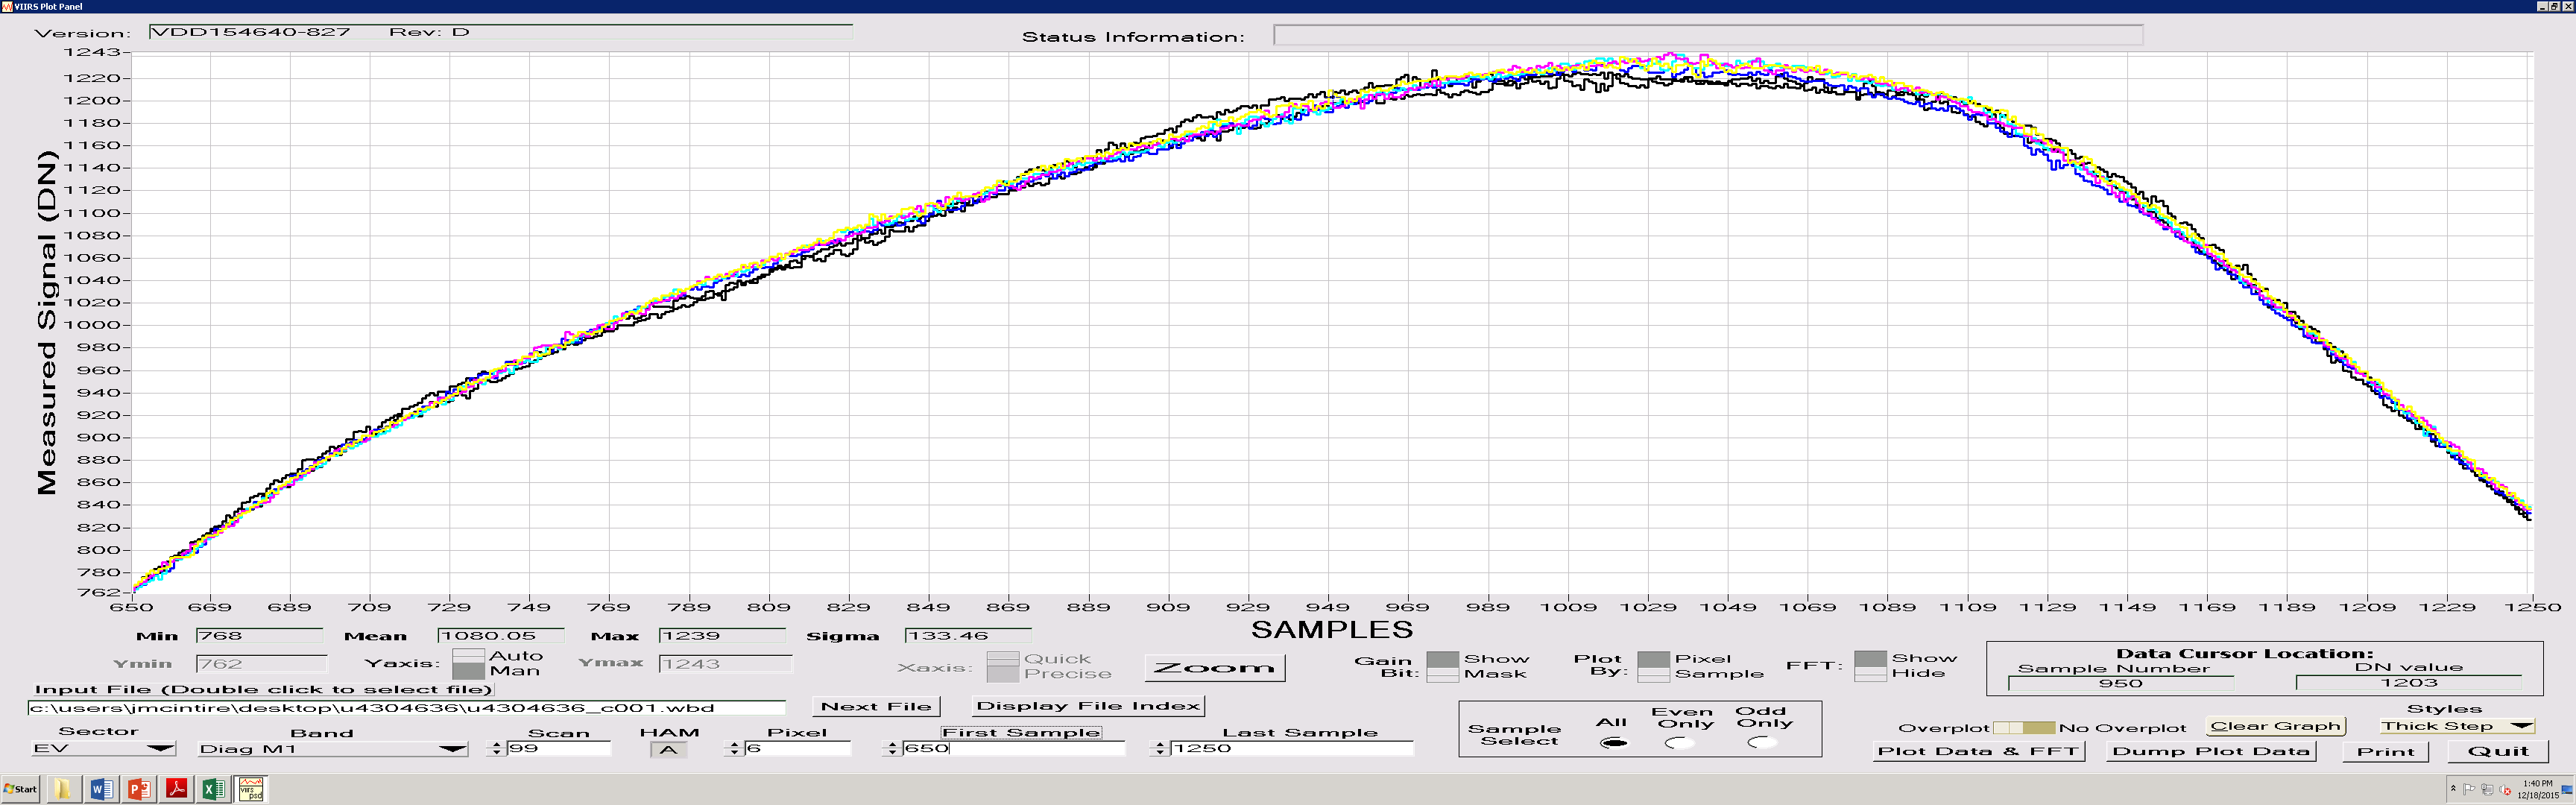 VIIRS Plot Panel
Version: VDD154640-827 Rev: D Status Information:
Measured Signal (DN)
1243
1220
1200
1180
1160
1140
1120
1100
1080
1060
1040
1020
1000
980
960
940
920
900
880
860
840
820
800
780
762
650 669 689 709 729 749 769 789 809 829 849 869 889 909 929 949 969 989 1009 1029 1049 1069 1089 1109 1129 1149 1169 1189 1209 1229 1250
SAMPLES
Min 768 Mean 1080.05 Max 1239 Sigma 133.46
Ymin 762 Yaxis: Auto Man Ymax 1243 Xaxis: Quick Precise Zoom
Gain Bit: Show Mask Plot By: Pixel Sample FFT: Show Hide
Data Cursor Location:
Sample Number DN value
950 1203
Input File (Double click to select file)
c:\users\jmcintire\desktop\u4304636\u4304636_c001.wbd Next File Display File Index
Sector Band Scan HAM Pixel First Sample Last Sample
EV Diag M1 99 A 6 650 1250
Sample Select All Even Only Odd Only
Overplot No Overplot Clear Graph
Styles
Thick Step
Plot Data & FFT Dump Plot Data Print Quit
Start viirs psd 1:40 PM
12/18/2015